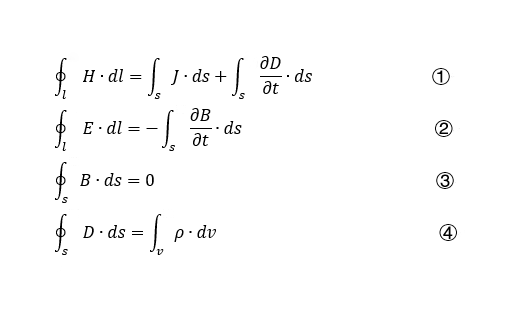 ∮_l H · dl = ∫_s J · ds + ∫_s ∂D/∂t · ds ①
∮_l E · dl = − ∫_s ∂B/∂t · ds ②
∮_s B · ds = 0 ③
∮_s D · ds = ∫_v ρ · dv ④